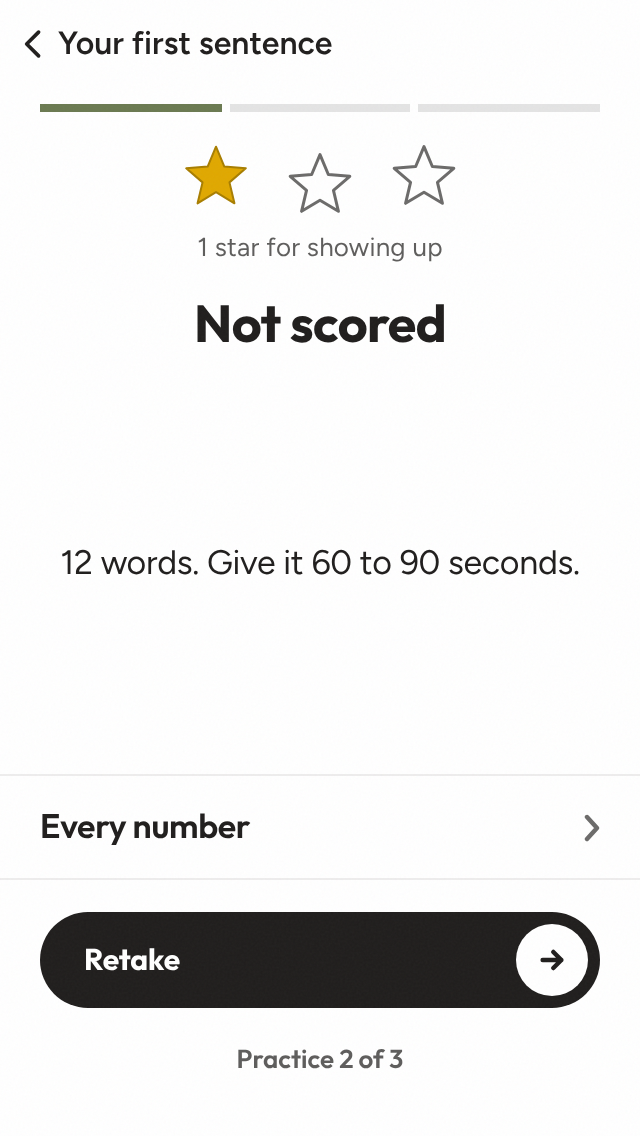 Your first sentence
1 star for showing up
Not scored
12 words. Give it 60 to 90 seconds.
Every number
Retake
Practice 2 of 3